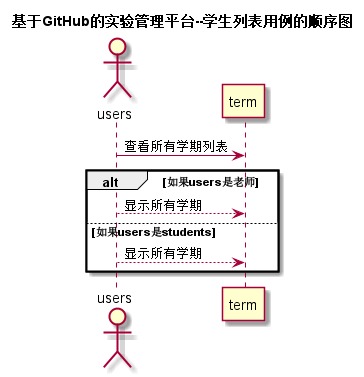 基于GitHub的实验管理平台--学生列表用例的顺序图
users
term
查看所有学期列表
alt
[如果users是老师]
显示所有学期
[如果users是students]
显示所有学期
users
term